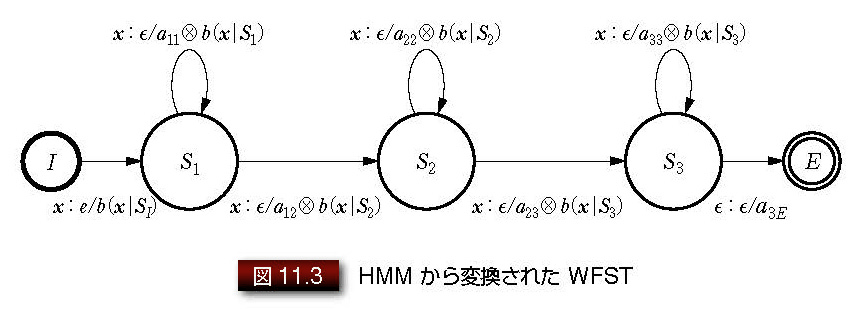 x : ϵ/a₁₁⊗b(x|S₁) x : ϵ/a₂₂⊗b(x|S₂) x : ϵ/a₃₃⊗b(x|S₃)
I S₁ S₂ S₃ E
x : e/b(x|S_I) x : ϵ/a₁₂⊗b(x|S₂) x : ϵ/a₂₃⊗b(x|S₃) ϵ : ϵ/a₃E
図 11.3 HMM から変換された WFST